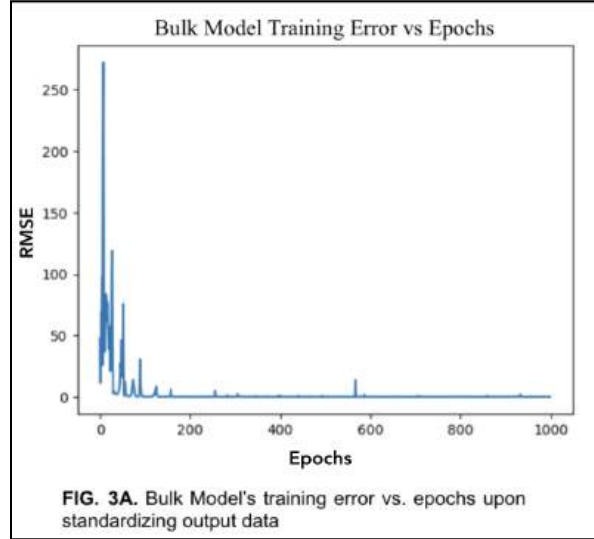 Bulk Model Training Error vs Epochs
250
200
150
100
50
0
RMSE
0 200 400 600 800 1000
Epochs
FIG. 3A. Bulk Model's training error vs. epochs upon
standardizing output data